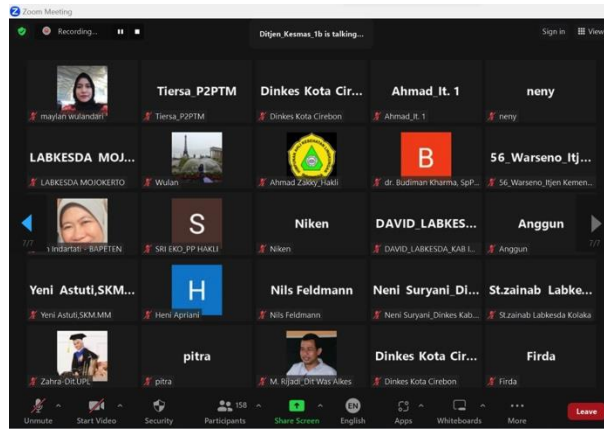 Zoom Meeting
Recording...
Ditjen_Kesmas_1b is talking...
Sign in
View
maylan wulandari
Tiersa_P2PTM
Tiersa_P2PTM
Dinkes Kota Cir...
Dinkes Kota Cirebon
Ahmad_It. 1
Ahmad_It. 1
neny
neny
LABKESDA MOJ...
LABKESDA MOJOKERTO
Wulan
Ahmad Zakky_Hakli
B
dr. Budiman Kharma, SpP...
56_Warseno_Itj...
56_Warseno_Itjen Kemen...
7/7
Indartati - BAPETEN
S
SRI EKO_PP HAKLI
Niken
Niken
DAVID_LABKES...
DAVID_LABKESDA_KAB I...
Anggun
Anggun
7/7
Yeni Astuti,SKM...
Yeni Astuti,SKM.MM
H
Heni Apriani
Nils Feldmann
Nils Feldmann
Neni Suryani_Di...
Neni Suryani_Dinkes Kab...
St.zainab Labke...
St.zainab Labkesda Kolaka
Zahra-Dit.UPL
pitra
pitra
M. Rijadi_Dit Was Alkes
Dinkes Kota Cir...
Dinkes Kota Cirebon
Firda
Firda
Unmute
Start Video
Security
158
Participants
Share Screen
EN
English
Apps
Whiteboards
More
Leave